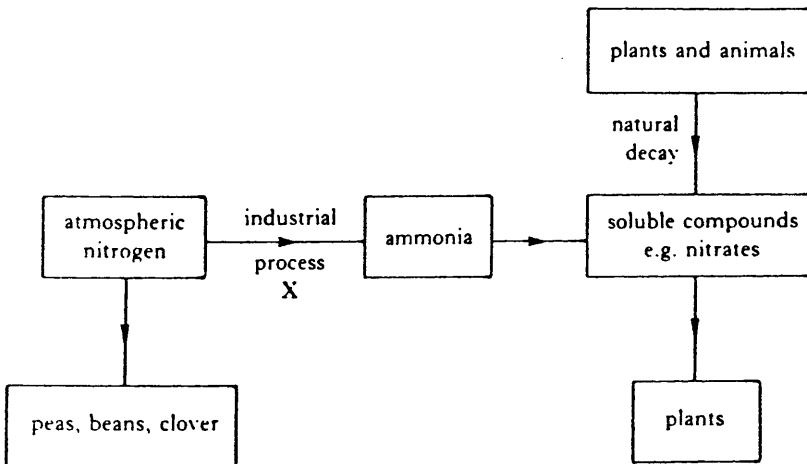 plants and animals
natural
decay
atmospheric
nitrogen
industrial
process
X
ammonia
soluble compounds
e.g. nitrates
peas, beans, clover
plants